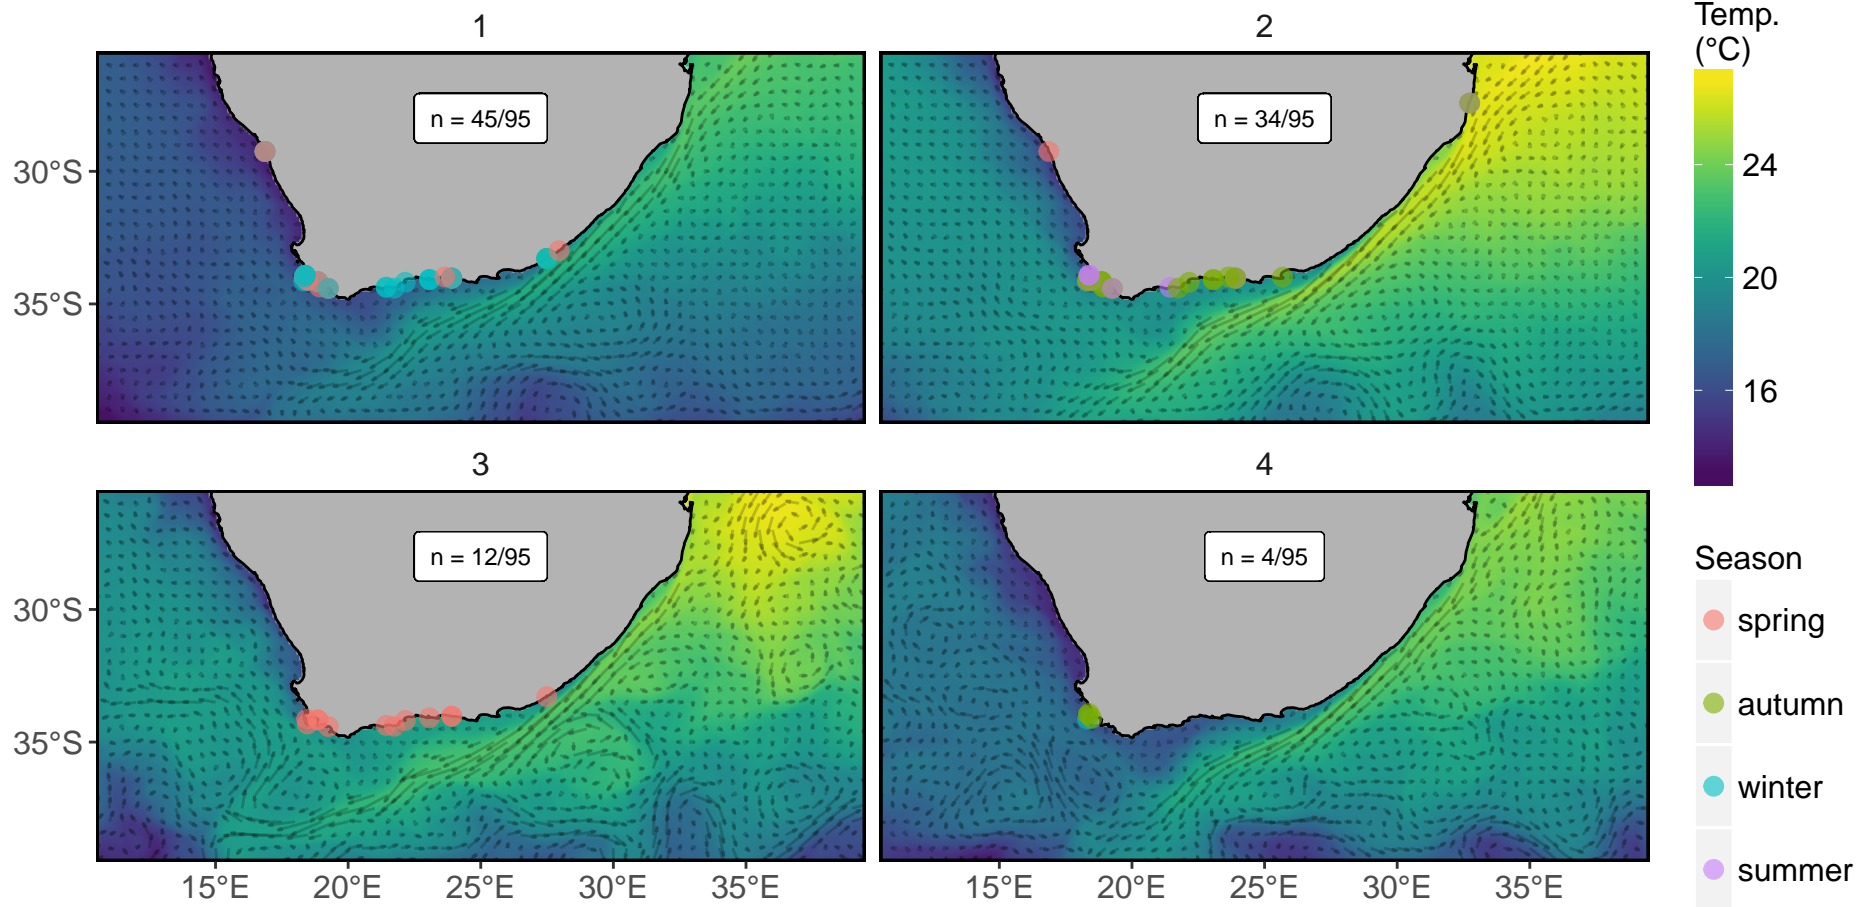 1
2
Temp.
(°C)
n = 45/95
n = 34/95
30°S
35°S
24
20
16
3
4
n = 12/95
n = 4/95
30°S
35°S
15°E
20°E
25°E
30°E
35°E
15°E
20°E
25°E
30°E
35°E
Season
spring
autumn
winter
summer